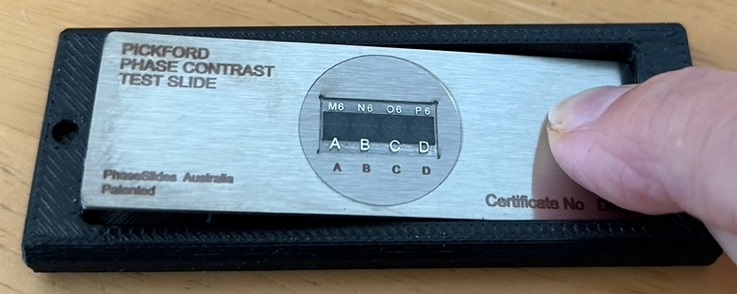 PICKFORD
PHASE CONTRAST
TEST SLIDE
M6 N6 O6 P6
A B C D
A B C D
PhaseSlides Australia
Patented
Certificate No